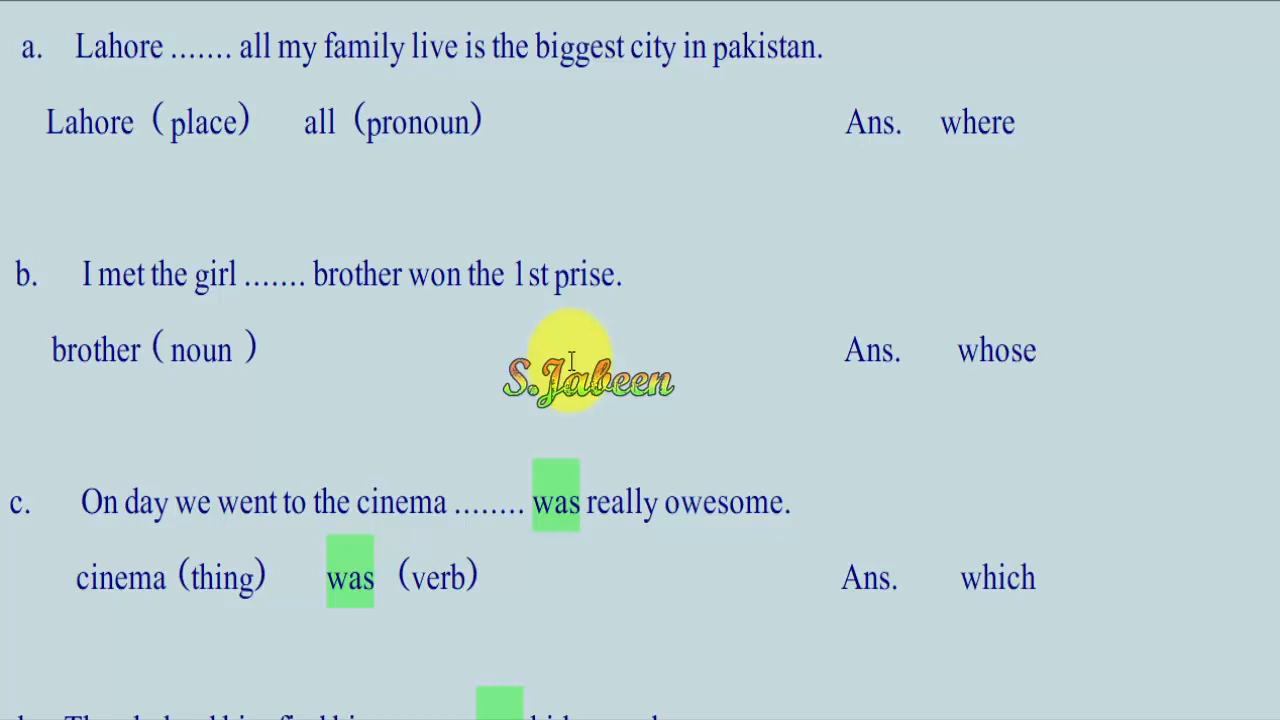 a. Lahore ....... all my family live is the biggest city in pakistan.
Lahore ( place) all (pronoun) Ans. where
b. I met the girl ....... brother won the 1st prise.
brother ( noun ) Ans. whose
S.Jabeen
c. On day we went to the cinema ........ was really owesome.
cinema (thing) was (verb) Ans. which